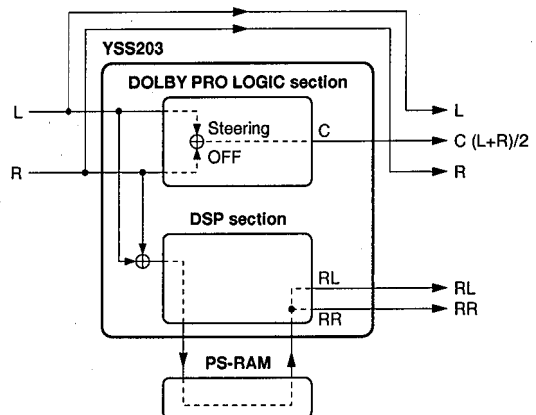 YSS203
DOLBY PRO LOGIC section
L
Steering
C
L
OFF
C (L+R)/2
R
R
DSP section
RL
RL
RR
RR
PS-RAM